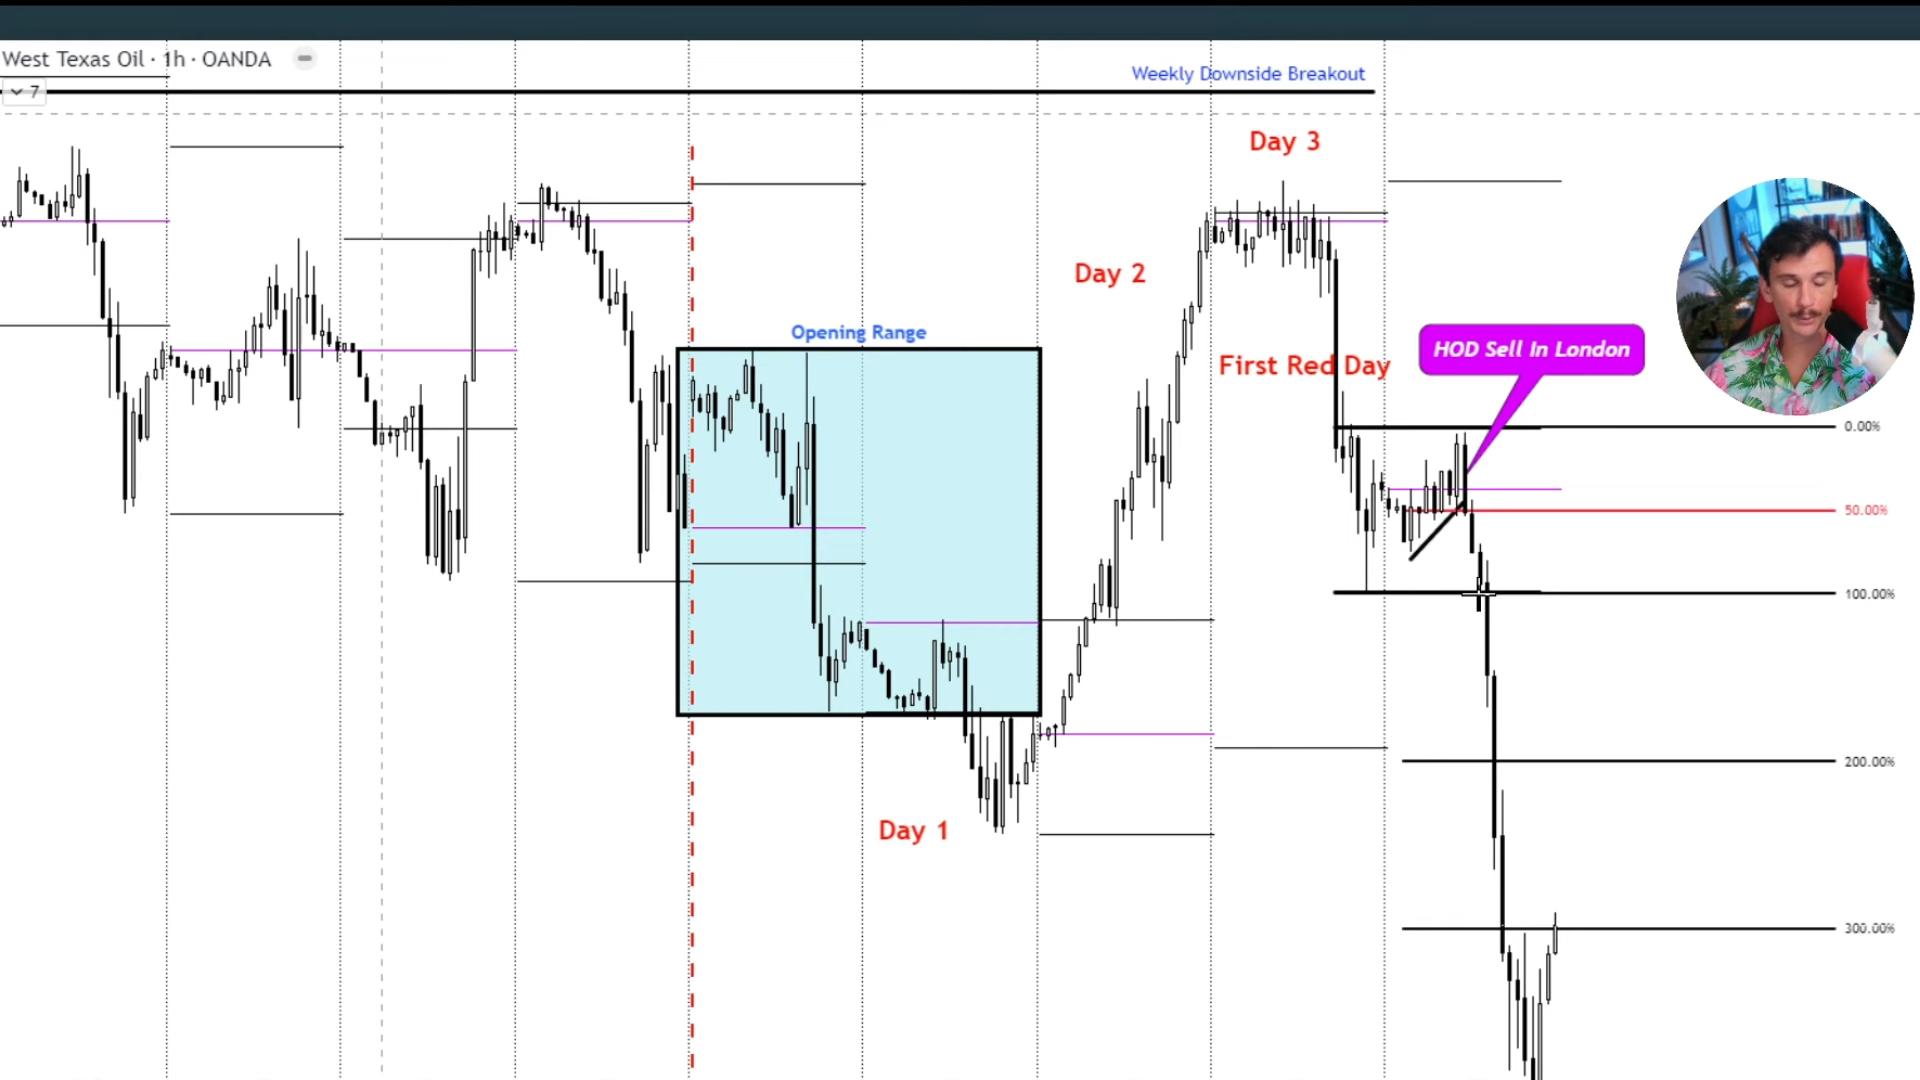 West Texas Oil · 1h · OANDA
7
Weekly Downside Breakout
Day 3
Day 2
Opening Range
HOD Sell In London
First Red Day
0.00%
50.00%
100.00%
200.00%
Day 1
300.00%